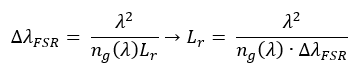 Δλ_FSR = λ² / (n_g(λ)L_r) → L_r = λ² / (n_g(λ) · Δλ_FSR)